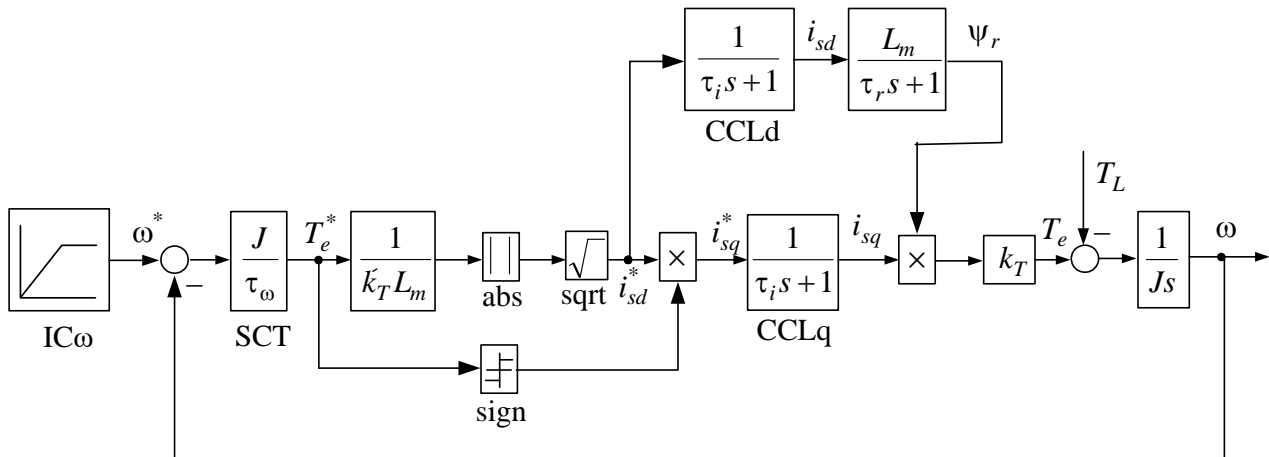 1
τ_i s + 1
CCLd
i_sd
L_m
τ_r s + 1
ψ_r
ICω
ω*
−
J
τ_ω
SCT
T_e*
1
ḱ_T L_m
abs
√
sqrt
i_sd*
sign
×
i_sq*
1
τ_i s + 1
CCLq
i_sq
×
k_T
T_e
T_L
−
1
Js
ω